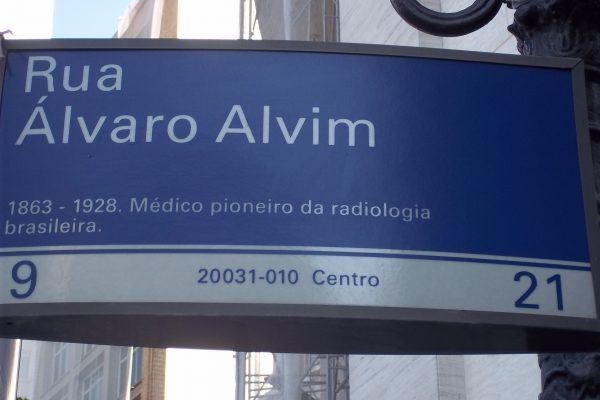 Rua
Álvaro Alvim
1863 - 1928. Médico pioneiro da radiologia
brasileira.
9 20031-010 Centro 21